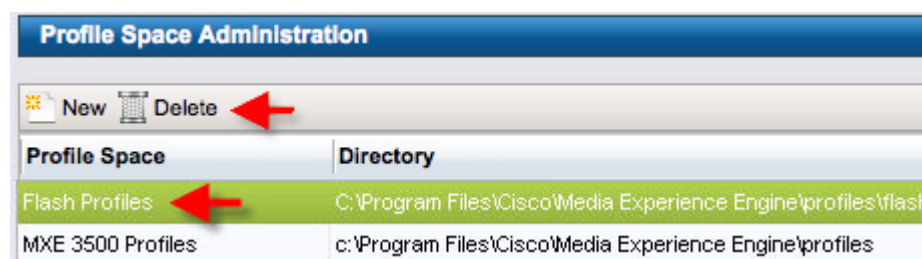 Profile Space Administration
New Delete
Profile Space Directory
Flash Profiles C:\Program Files\Cisco\Media Experience Engine\profiles\flash
MXE 3500 Profiles c:\Program Files\Cisco\Media Experience Engine\profiles